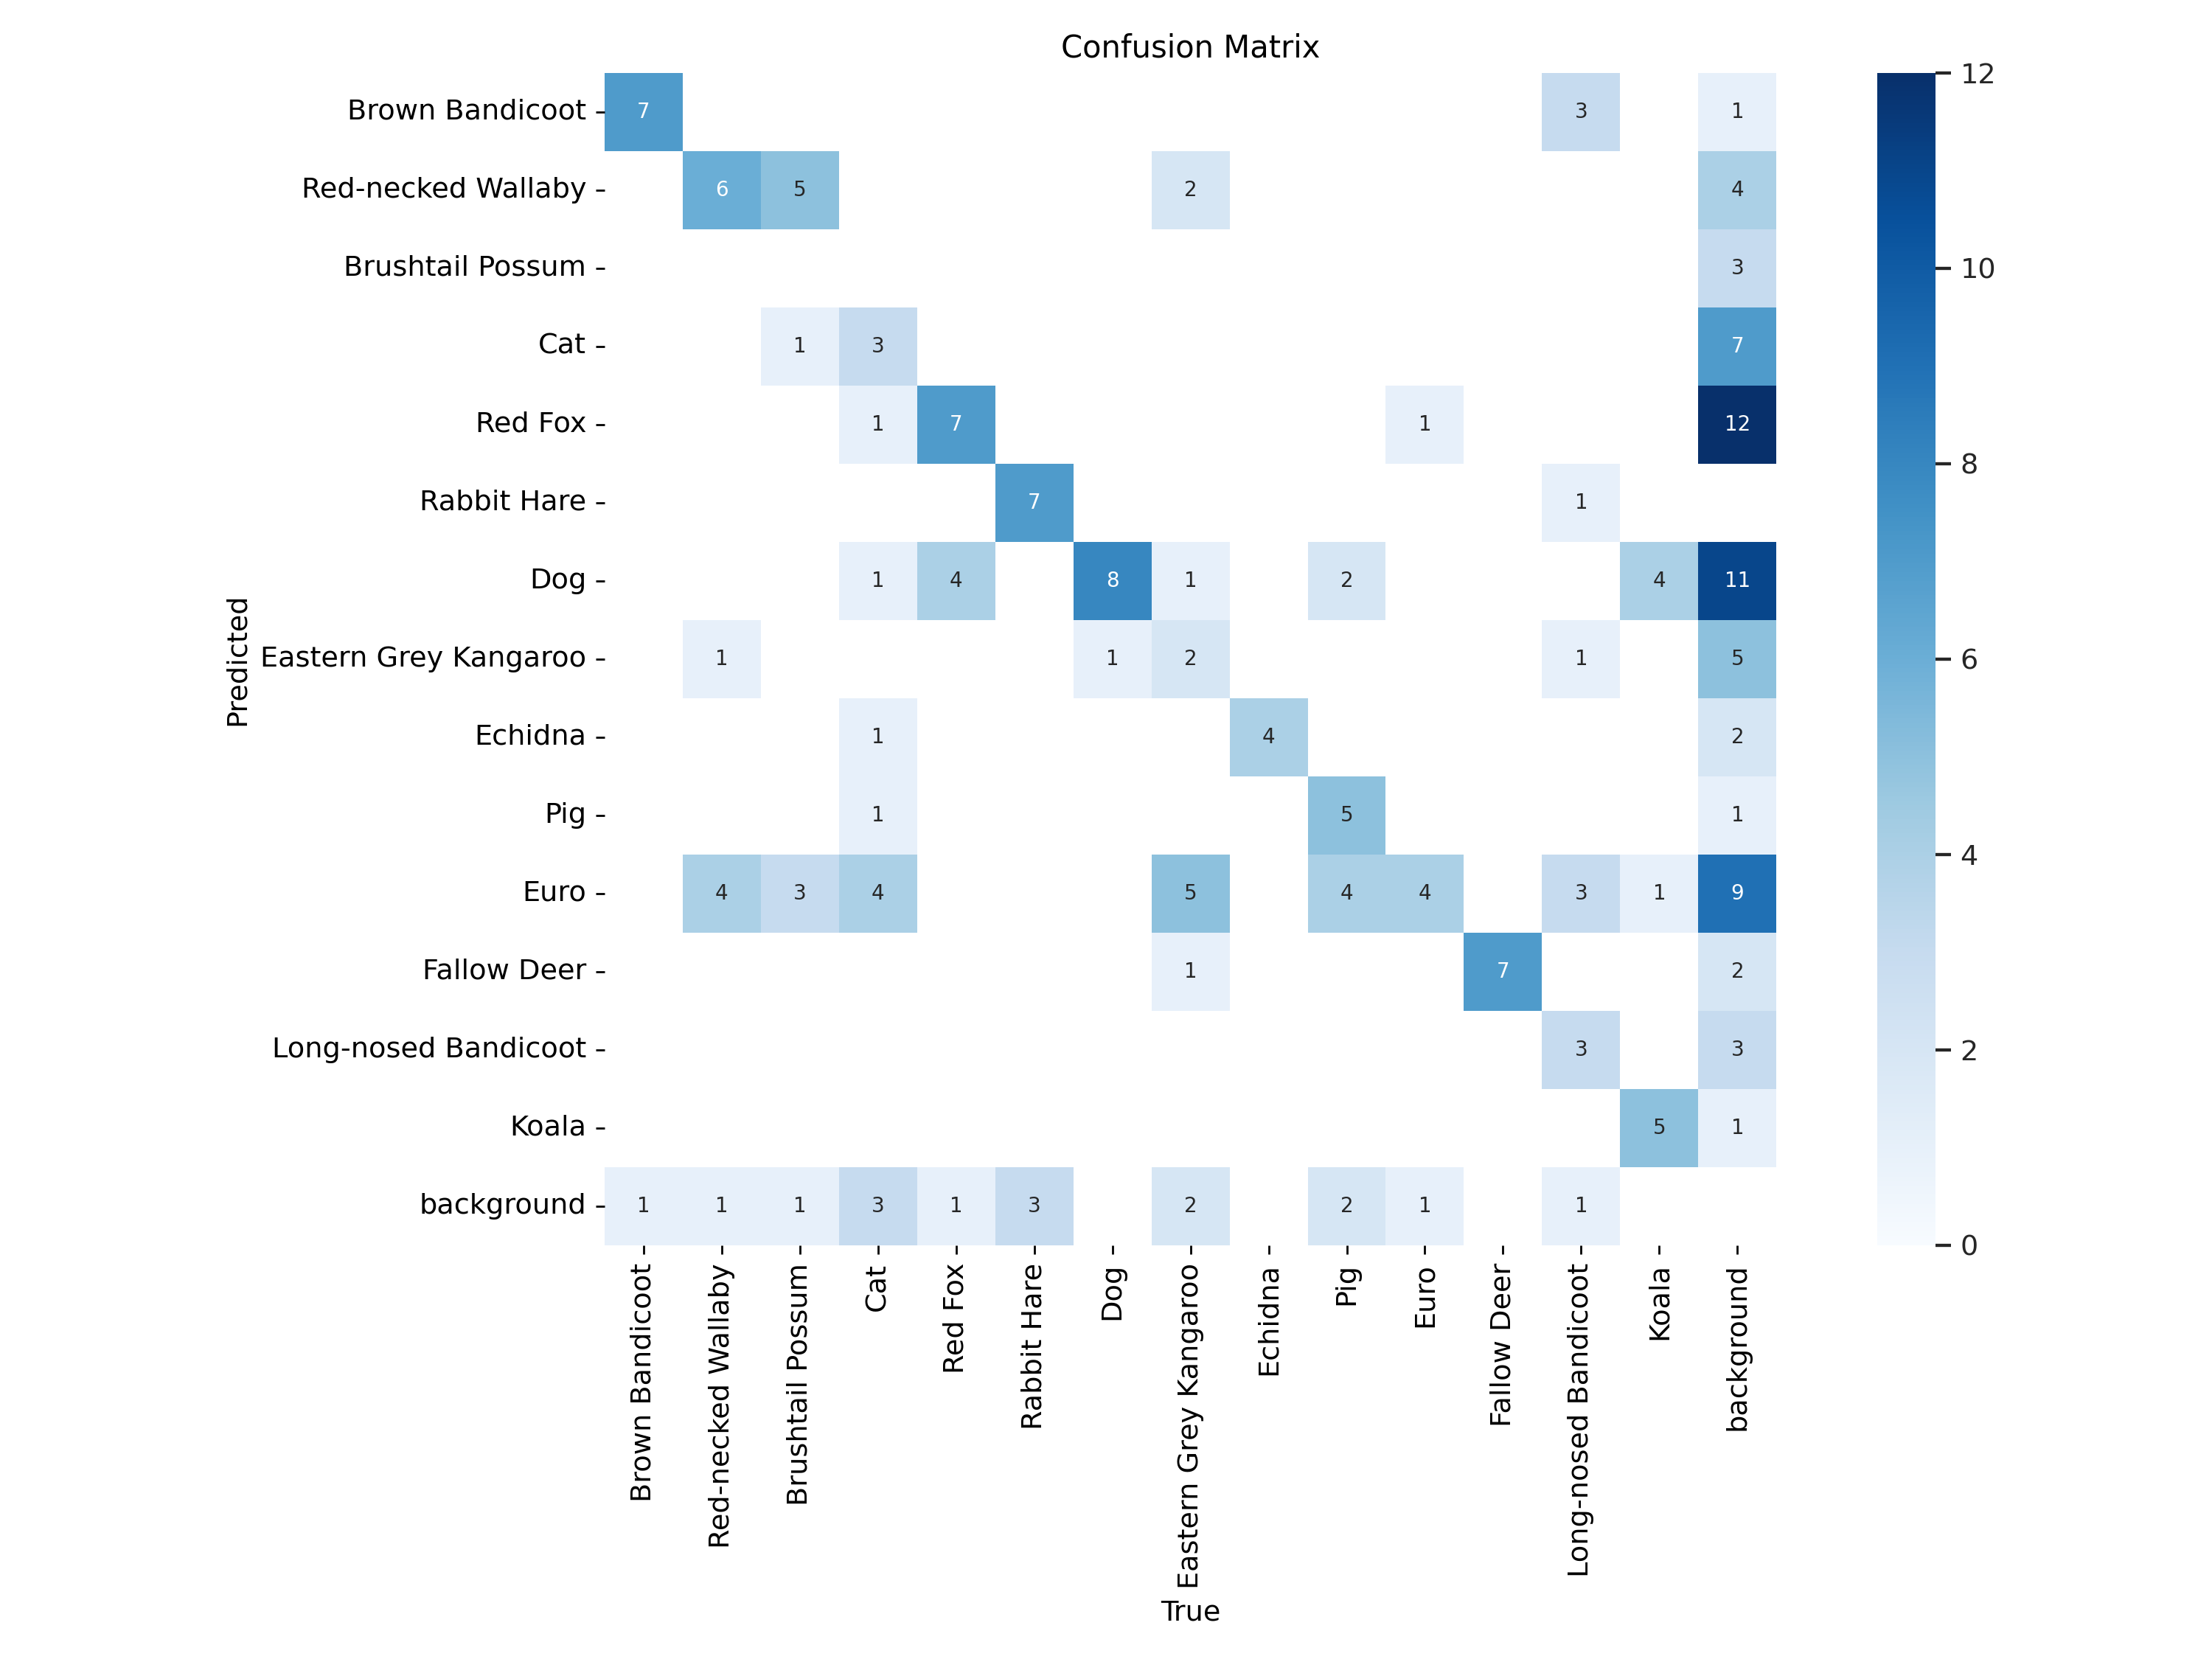 Confusion Matrix
Brown Bandicoot 7 3 1
Red-necked Wallaby 6 5 2 4
Brushtail Possum 3
Cat 1 3 7
Red Fox 1 7 1 12
Rabbit Hare 7 1
Dog 1 4 8 1 2 4 11
Eastern Grey Kangaroo 1 1 2 1 5
Echidna 1 4 2
Pig 1 5 1
Euro 4 3 4 5 4 4 3 1 9
Fallow Deer 1 7 2
Long-nosed Bandicoot 3 3
Koala 5 1
background 1 1 1 3 1 3 2 2 1 1
Predicted
Brown Bandicoot
Red-necked Wallaby
Brushtail Possum
Cat
Red Fox
Rabbit Hare
Dog
Eastern Grey Kangaroo
Echidna
Pig
Euro
Fallow Deer
Long-nosed Bandicoot
Koala
background
True
12
10
8
6
4
2
0